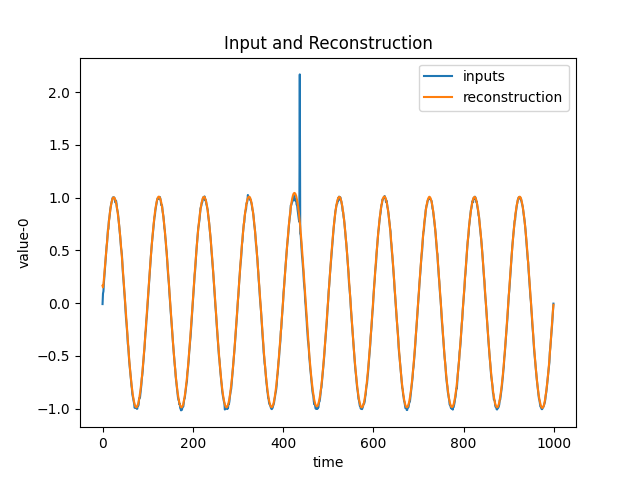 Input and Reconstruction
inputs
reconstruction
2.0
1.5
1.0
0.5
0.0
−0.5
−1.0
value-0
0 200 400 600 800 1000
time